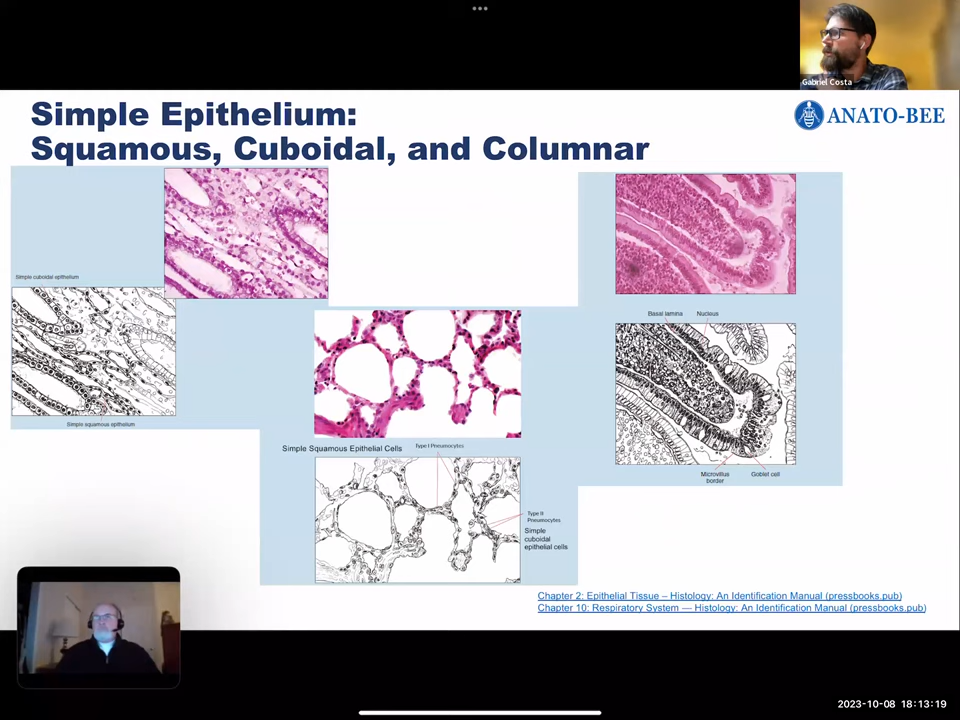 Gabriel Costa
Simple Epithelium:
Squamous, Cuboidal, and Columnar
ANATO-BEE
Simple cuboidal epithelium
Simple squamous epithelium
Simple Squamous Epithelial Cells
Type I Pneumocytes
Type II
Pneumocytes
Simple
cuboidal
epithelial cells
Basal lamina
Nucleus
Microvillus
border
Goblet cell
Chapter 2: Epithelial Tissue – Histology: An Identification Manual (pressbooks.pub)
Chapter 10: Respiratory System — Histology: An Identification Manual (pressbooks.pub)
2023-10-08 18:13:19